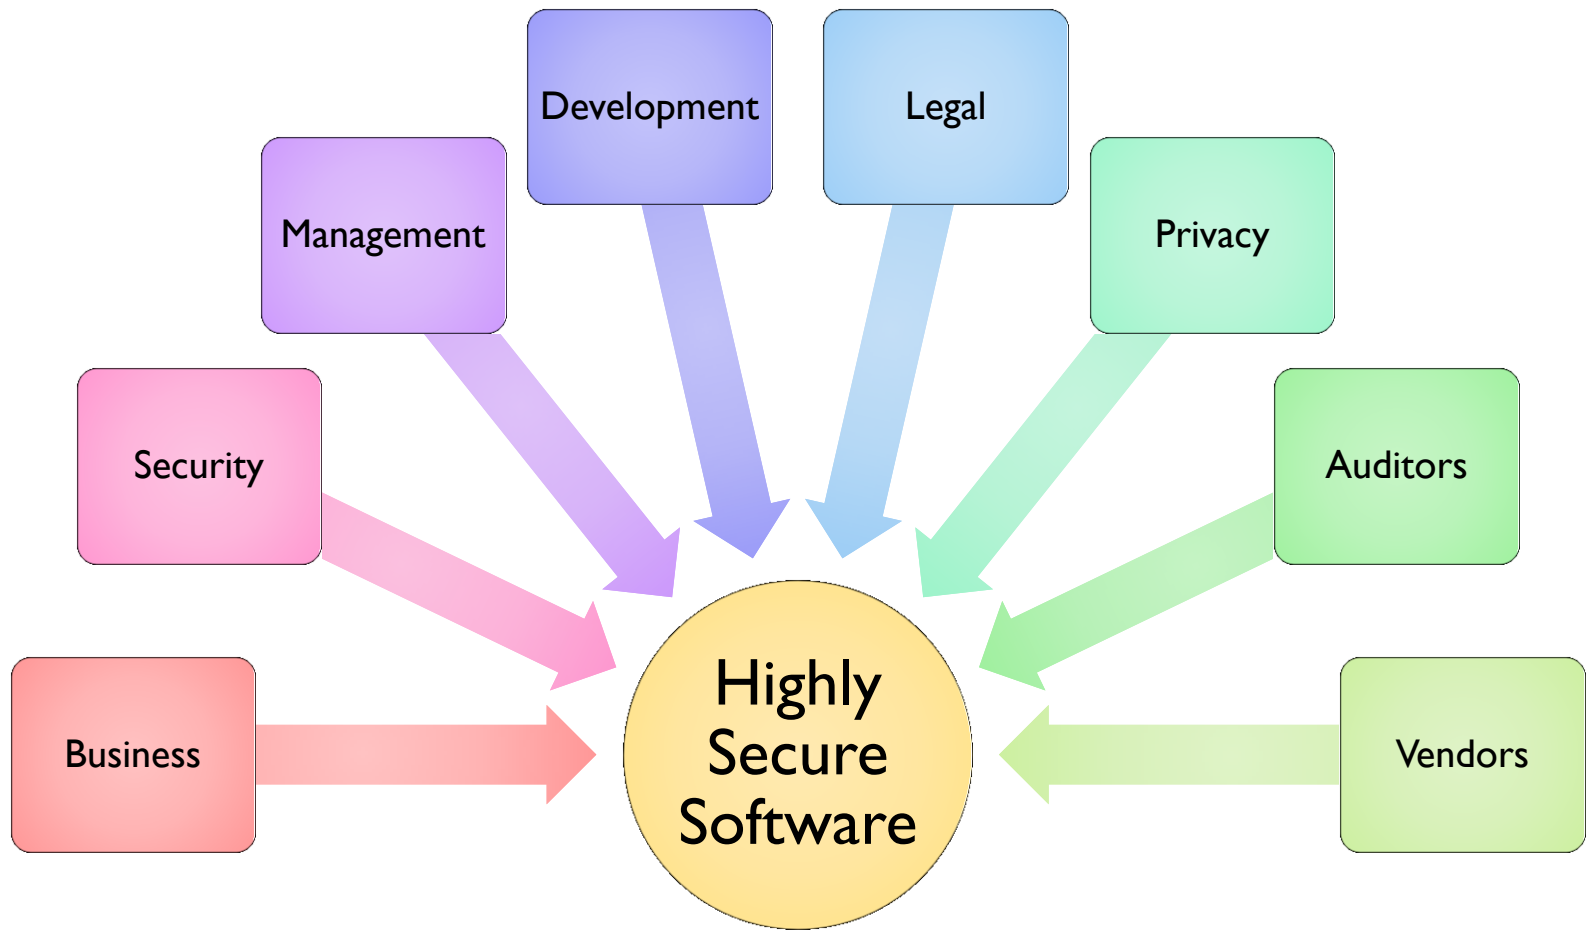 Development
Legal
Management
Privacy
Security
Auditors
Business
Highly
Secure
Software
Vendors